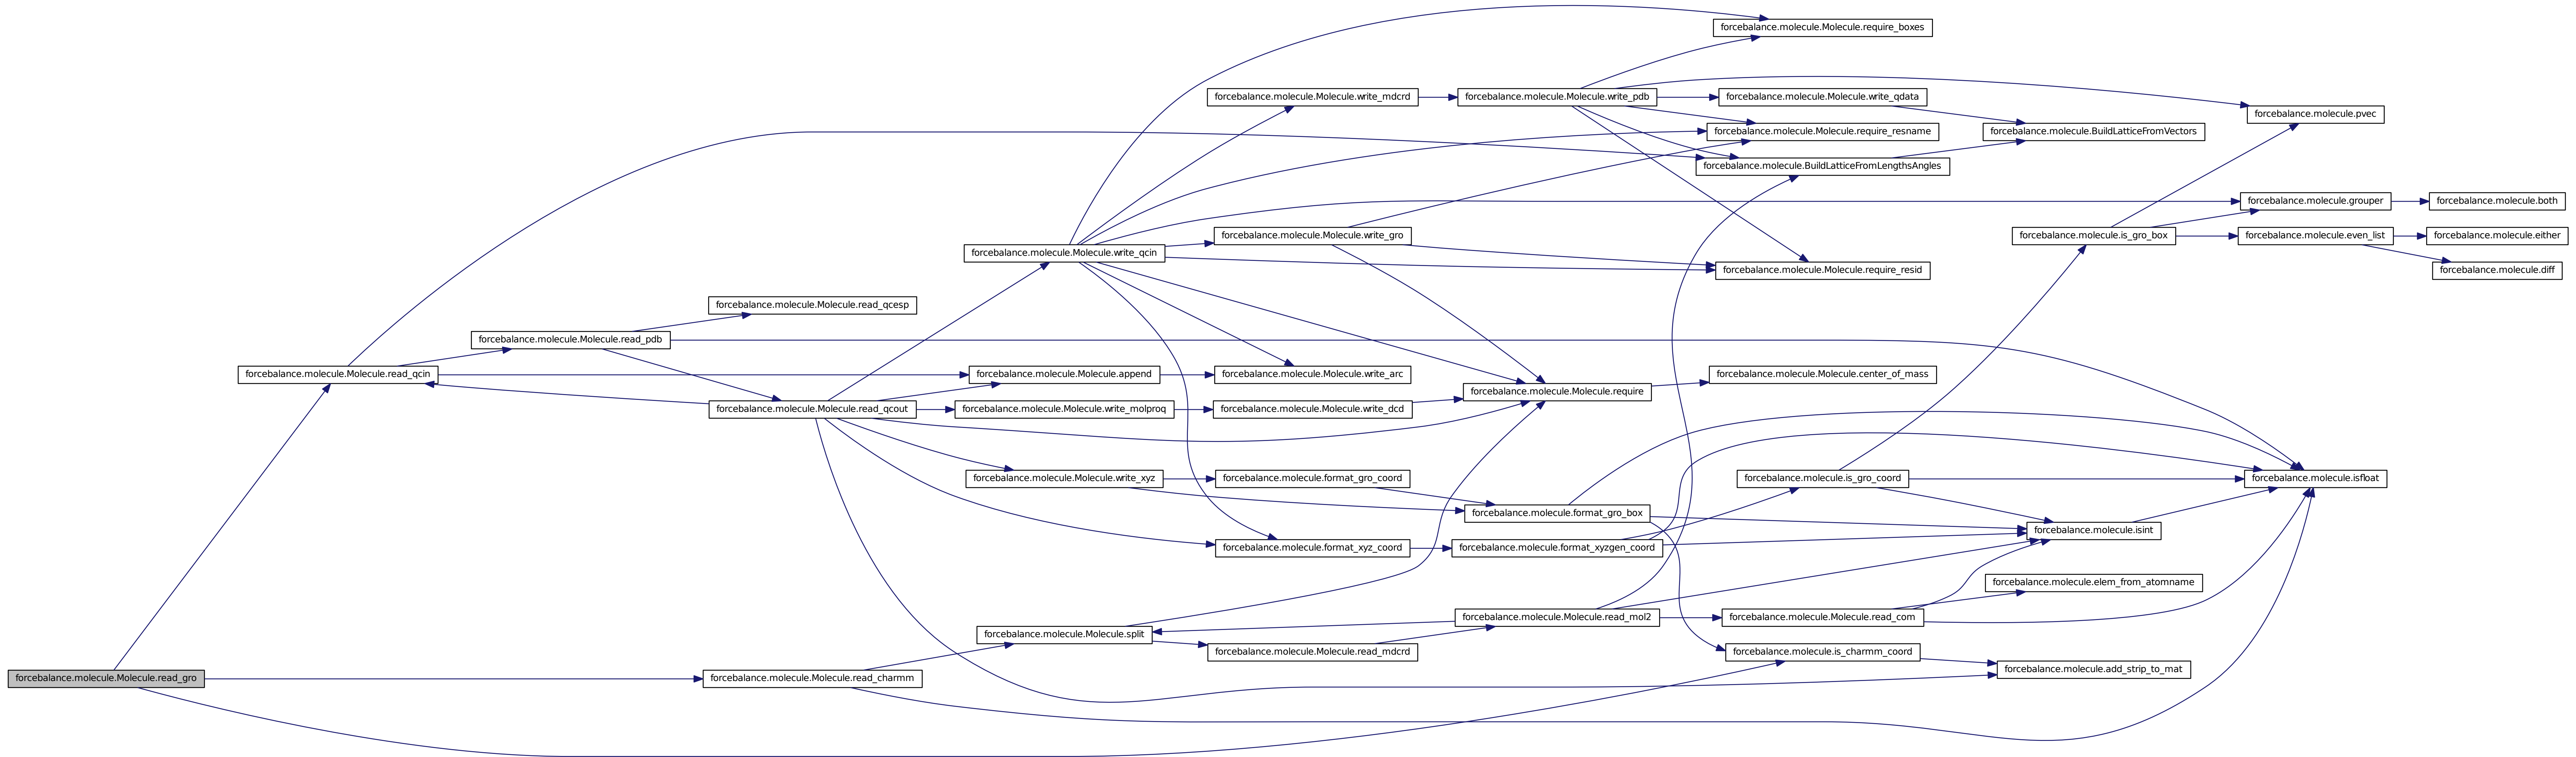 forcebalance.molecule.Molecule.require_boxes
forcebalance.molecule.Molecule.write_mdcrd
forcebalance.molecule.Molecule.write_pdb
forcebalance.molecule.Molecule.write_qdata
forcebalance.molecule.pvec
forcebalance.molecule.Molecule.require_resname
forcebalance.molecule.BuildLatticeFromVectors
forcebalance.molecule.BuildLatticeFromLengthsAngles
forcebalance.molecule.grouper
forcebalance.molecule.both
forcebalance.molecule.Molecule.write_gro
forcebalance.molecule.is_gro_box
forcebalance.molecule.even_list
forcebalance.molecule.either
forcebalance.molecule.Molecule.write_qcin
forcebalance.molecule.Molecule.require_resid
forcebalance.molecule.diff
forcebalance.molecule.Molecule.read_qcesp
forcebalance.molecule.Molecule.read_pdb
forcebalance.molecule.Molecule.read_qcin
forcebalance.molecule.Molecule.append
forcebalance.molecule.Molecule.write_arc
forcebalance.molecule.Molecule.center_of_mass
forcebalance.molecule.Molecule.require
forcebalance.molecule.Molecule.read_qcout
forcebalance.molecule.Molecule.write_molproq
forcebalance.molecule.Molecule.write_dcd
forcebalance.molecule.Molecule.write_xyz
forcebalance.molecule.format_gro_coord
forcebalance.molecule.is_gro_coord
forcebalance.molecule.isfloat
forcebalance.molecule.format_gro_box
forcebalance.molecule.isint
forcebalance.molecule.format_xyz_coord
forcebalance.molecule.format_xyzgen_coord
forcebalance.molecule.elem_from_atomname
forcebalance.molecule.Molecule.read_mol2
forcebalance.molecule.Molecule.read_com
forcebalance.molecule.Molecule.split
forcebalance.molecule.Molecule.read_mdcrd
forcebalance.molecule.is_charmm_coord
forcebalance.molecule.add_strip_to_mat
forcebalance.molecule.Molecule.read_gro
forcebalance.molecule.Molecule.read_charmm